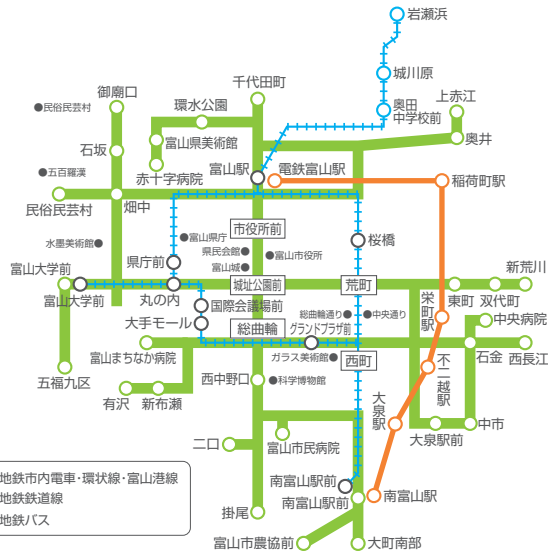 岩瀬浜
城川原
奥田
中学校前
千代田町
御廟口
環水公園
上赤江
●民俗民芸村
石坂
富山県美術館
奥井
●五百羅漢
赤十字病院
富山駅
電鉄富山駅
稲荷町駅
民俗民芸村
畑中
市役所前
●富山県庁
県民会館●
●富山市役所
富山城●
桜橋
水墨美術館●
県庁前
富山大学前
富山大学前
丸の内
城址公園前
荒町
新荒川
東町
双代町
国際会議場前
大手モール
総曲輪
総曲輪通り●
●中央通り
グランドプラザ前
栄町駅
中央病院
富山まちなか病院
ガラス美術館●
西町
石金
西長江
不二越駅
五福九区
有沢
新布瀬
西中野口
●科学博物館
大泉駅
大泉駅前
中市
二口
富山市民病院
南富山駅前
南富山駅前
南富山駅
掛尾
富山市農協前
大町南部
地鉄市内電車・環状線・富山港線
地鉄鉄道線
地鉄バス